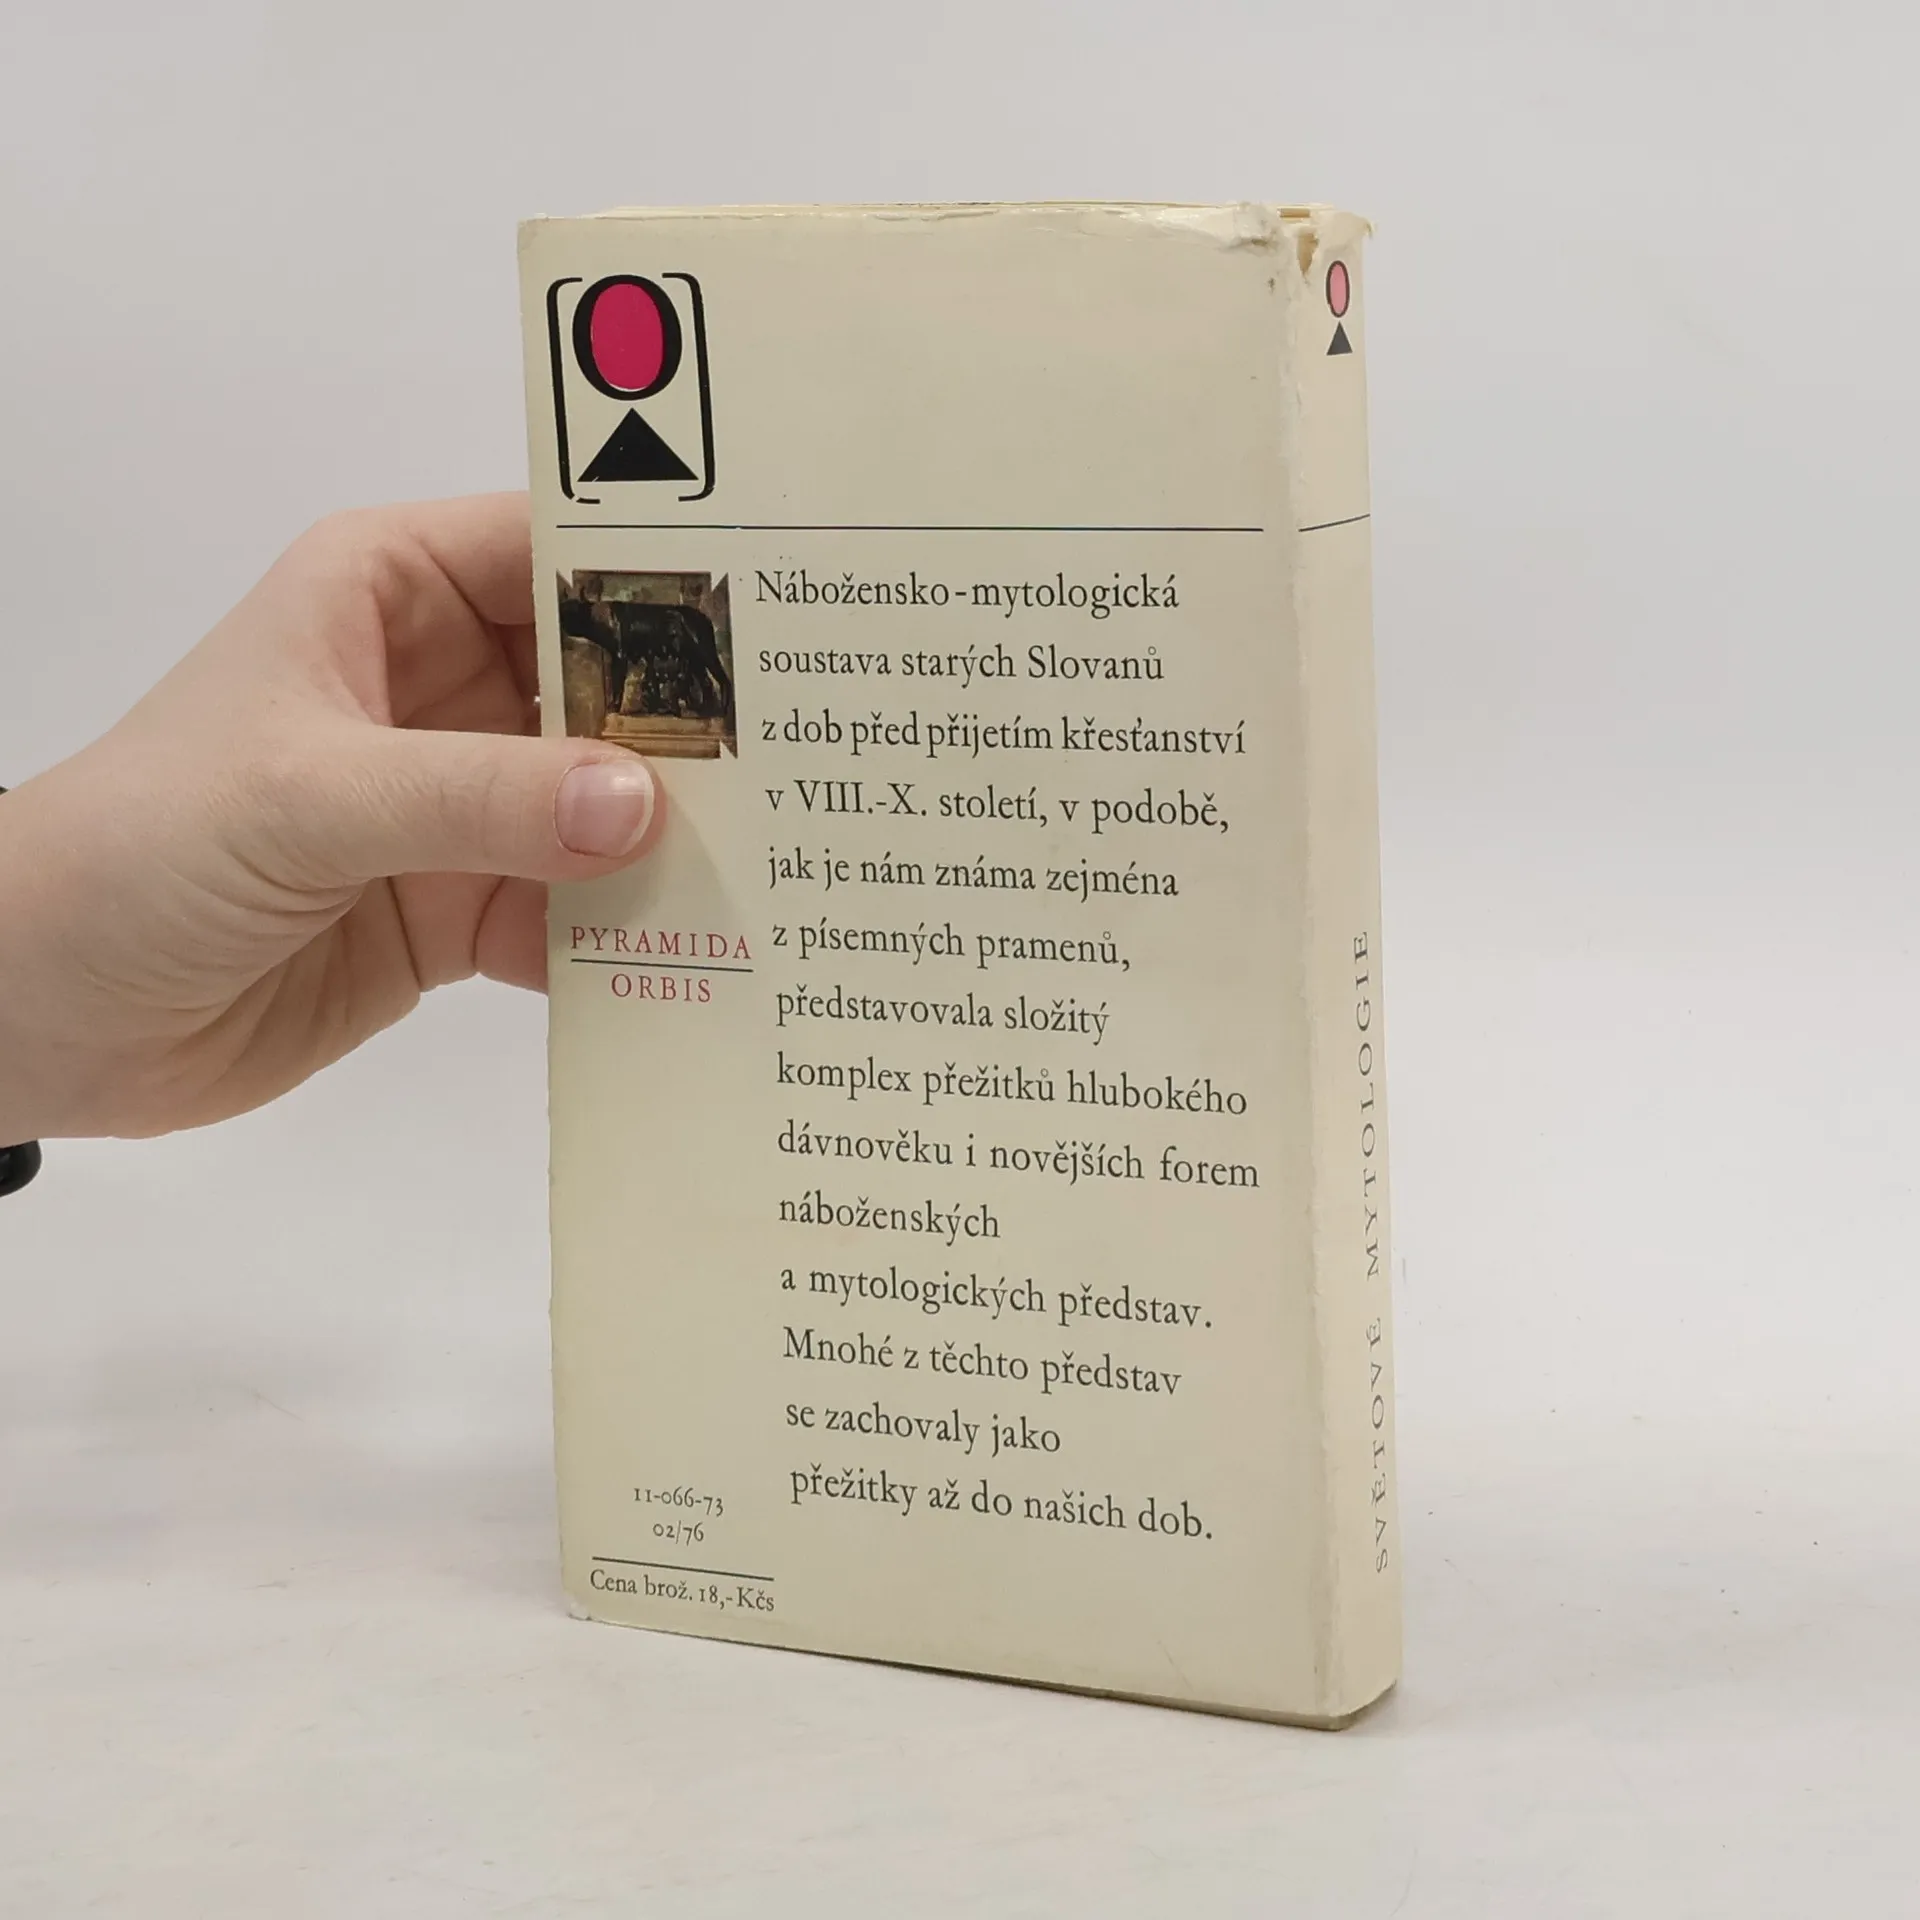 O
Nábožensko-mytologická
soustava starých Slovanů
z dob před přijetím křesťanství
v VIII.-X. století, v podobě,
jak je nám známa zejména
z písemných pramenů,
představovala složitý
komplex přežitků hlubokého
dávnověku i novějších forem
náboženských
a mytologických představ.
Mnohé z těchto představ
se zachovaly jako
přežitky až do našich dob.
PYRAMIDA
ORBIS
11-066-73
02/76
Cena brož. 18,-Kčs
O
SVĚTOVÉ MYTOLOGIE